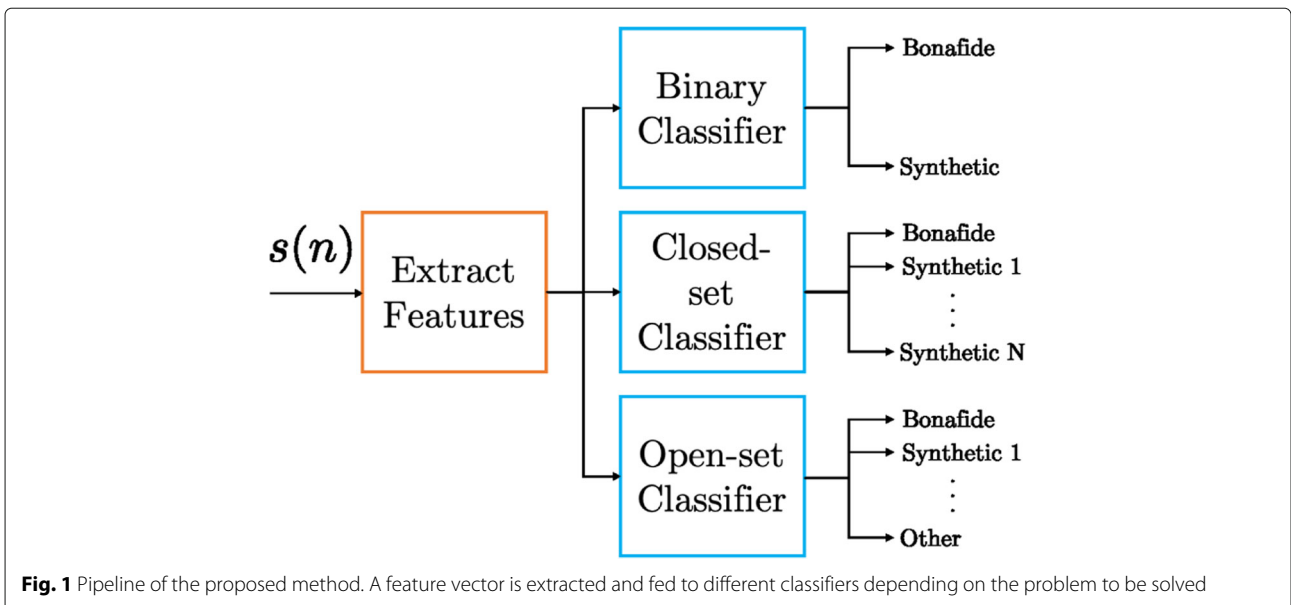 s(n)
Extract
Features
Binary
Classifier
Bonafide
Synthetic
Closed-
set
Classifier
Bonafide
Synthetic 1
Synthetic N
Open-set
Classifier
Bonafide
Synthetic 1
Other
Fig. 1 Pipeline of the proposed method. A feature vector is extracted and fed to different classifiers depending on the problem to be solved